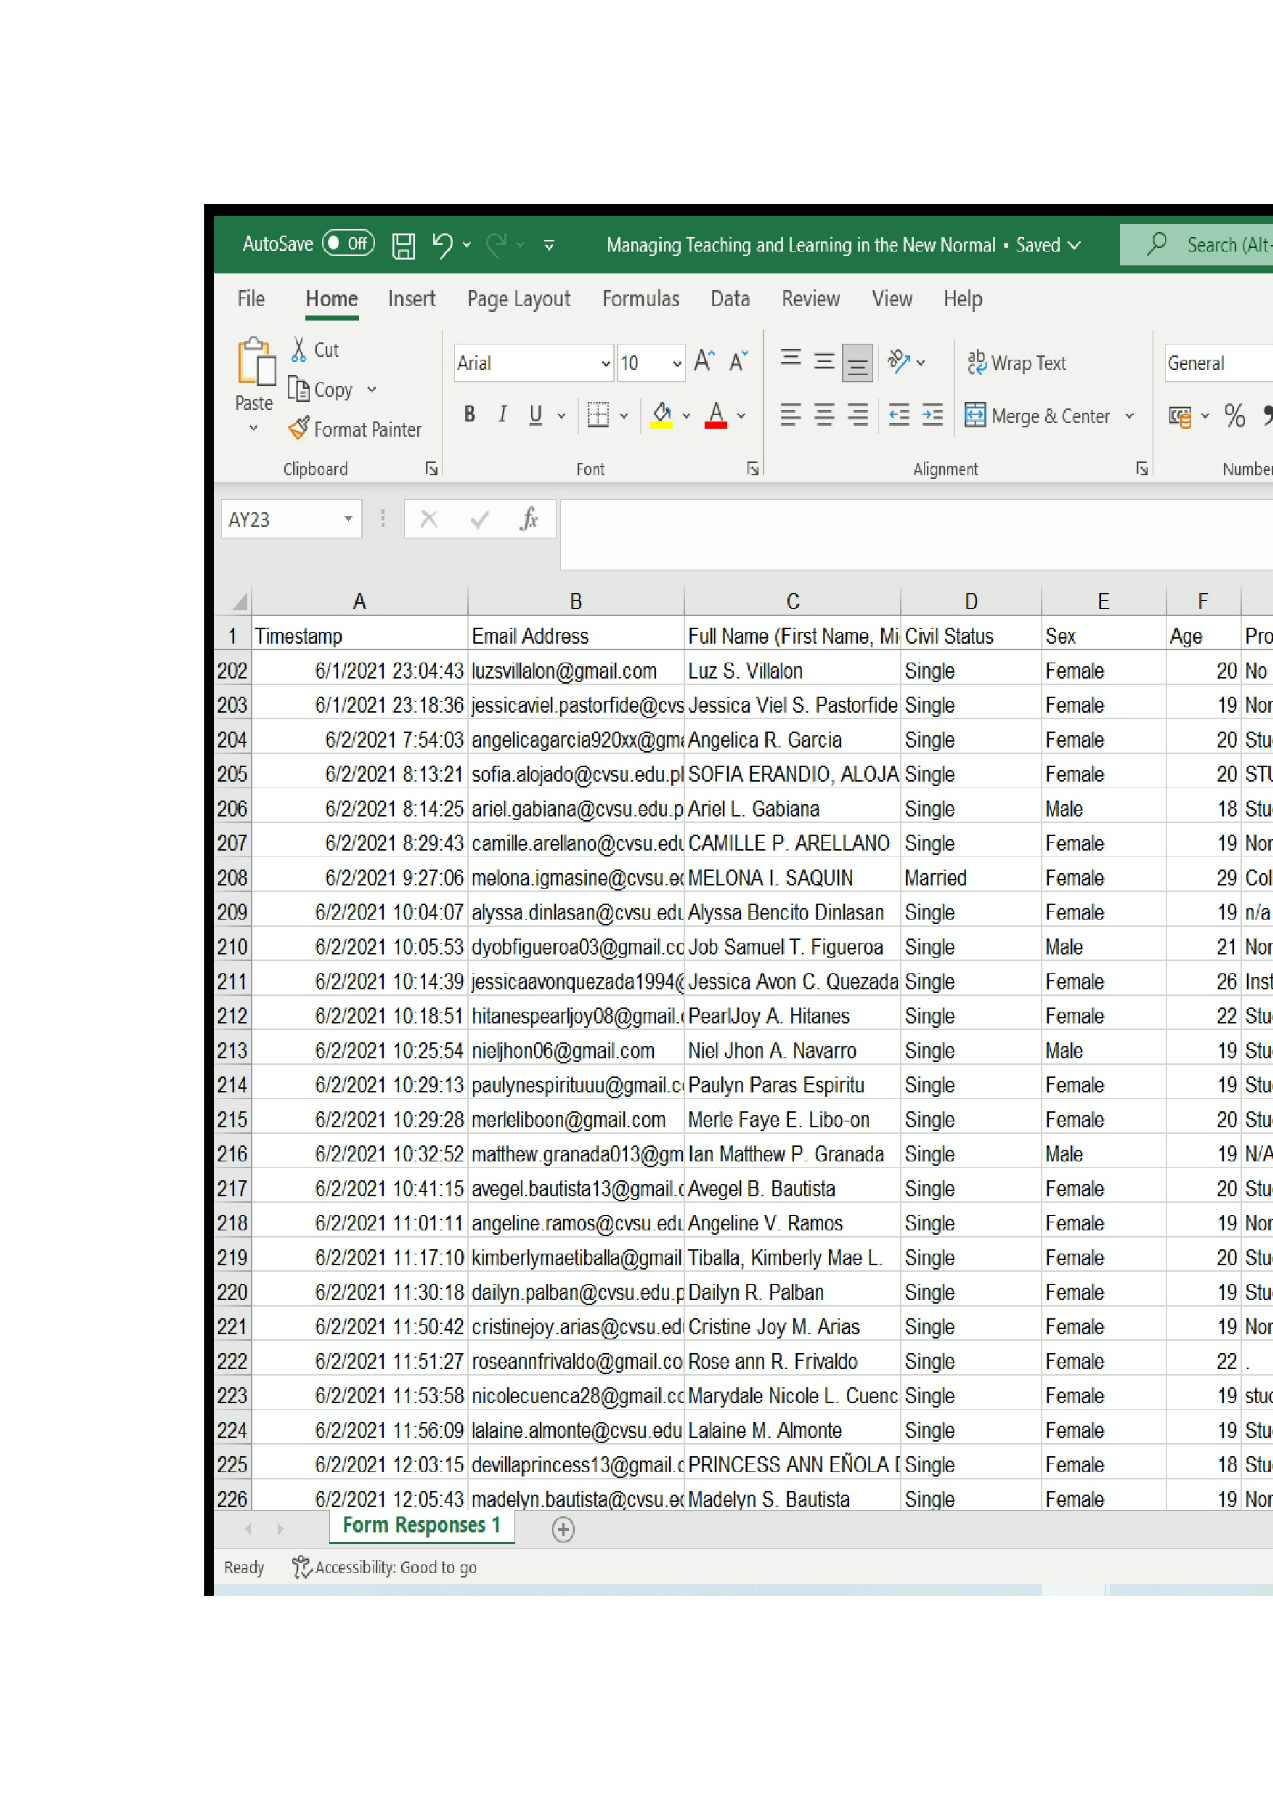 AutoSave Off Managing Teaching and Learning in the New Normal • Saved Search (Alt+
File Home Insert Page Layout Formulas Data Review View Help
Cut
Copy
Paste
Format Painter
Arial 10
B I U A
Wrap Text
Merge & Center
General
%
Clipboard Font Alignment Number
AY23 fx
A B C D E F
1 Timestamp Email Address Full Name (First Name, Mi Civil Status Sex Age Pro
202 6/1/2021 23:04:43 luzsvillalon@gmail.com Luz S. Villalon Single Female 20 No
203 6/1/2021 23:18:36 jessicaviel.pastorfide@cvs Jessica Viel S. Pastorfide Single Female 19 Non
204 6/2/2021 7:54:03 angelicagarcia920xx@gma Angelica R. Garcia Single Female 20 Stu
205 6/2/2021 8:13:21 sofia.alojado@cvsu.edu.pl SOFIA ERANDIO, ALOJA Single Female 20 STU
206 6/2/2021 8:14:25 ariel.gabiana@cvsu.edu.p Ariel L. Gabiana Single Male 18 Stu
207 6/2/2021 8:29:43 camille.arellano@cvsu.edu CAMILLE P. ARELLANO Single Female 19 Non
208 6/2/2021 9:27:06 melona.igmasine@cvsu.ed MELONA I. SAQUIN Married Female 29 Col
209 6/2/2021 10:04:07 alyssa.dinlasan@cvsu.edu Alyssa Bencito Dinlasan Single Female 19 n/a
210 6/2/2021 10:05:53 dyobfigueroa03@gmail.co Job Samuel T. Figueroa Single Male 21 Non
211 6/2/2021 10:14:39 jessicaavonquezada1994@ Jessica Avon C. Quezada Single Female 26 Inst
212 6/2/2021 10:18:51 hitanespearljoy08@gmail.c PearlJoy A. Hitanes Single Female 22 Stu
213 6/2/2021 10:25:54 nieljhon06@gmail.com Niel Jhon A. Navarro Single Male 19 Stu
214 6/2/2021 10:29:13 paulynespirituuu@gmail.co Paulyn Paras Espiritu Single Female 19 Stu
215 6/2/2021 10:29:28 merleliboon@gmail.com Merle Faye E. Libo-on Single Female 20 Stu
216 6/2/2021 10:32:52 matthew.granada013@gm Ian Matthew P. Granada Single Male 19 N/A
217 6/2/2021 10:41:15 avegel.bautista13@gmail.c Avegel B. Bautista Single Female 20 Stu
218 6/2/2021 11:01:11 angeline.ramos@cvsu.edu Angeline V. Ramos Single Female 19 Non
219 6/2/2021 11:17:10 kimberlymaetiballa@gmail Tiballa, Kimberly Mae L. Single Female 20 Stu
220 6/2/2021 11:30:18 dailyn.palban@cvsu.edu.p Dailyn R. Palban Single Female 19 Stu
221 6/2/2021 11:50:42 cristinejoy.arias@cvsu.edu Cristine Joy M. Arias Single Female 19 Non
222 6/2/2021 11:51:27 roseannfrivaldo@gmail.co Rose ann R. Frivaldo Single Female 22 .
223 6/2/2021 11:53:58 nicolecuenca28@gmail.co Marydale Nicole L. Cuenc Single Female 19 stud
224 6/2/2021 11:56:09 lalaine.almonte@cvsu.edu Lalaine M. Almonte Single Female 19 Stu
225 6/2/2021 12:03:15 devillaprincess13@gmail.c PRINCESS ANN EÑOLA D Single Female 18 Stu
226 6/2/2021 12:05:43 madelyn.bautista@cvsu.ed Madelyn S. Bautista Single Female 19 Non
Form Responses 1
Ready Accessibility: Good to go